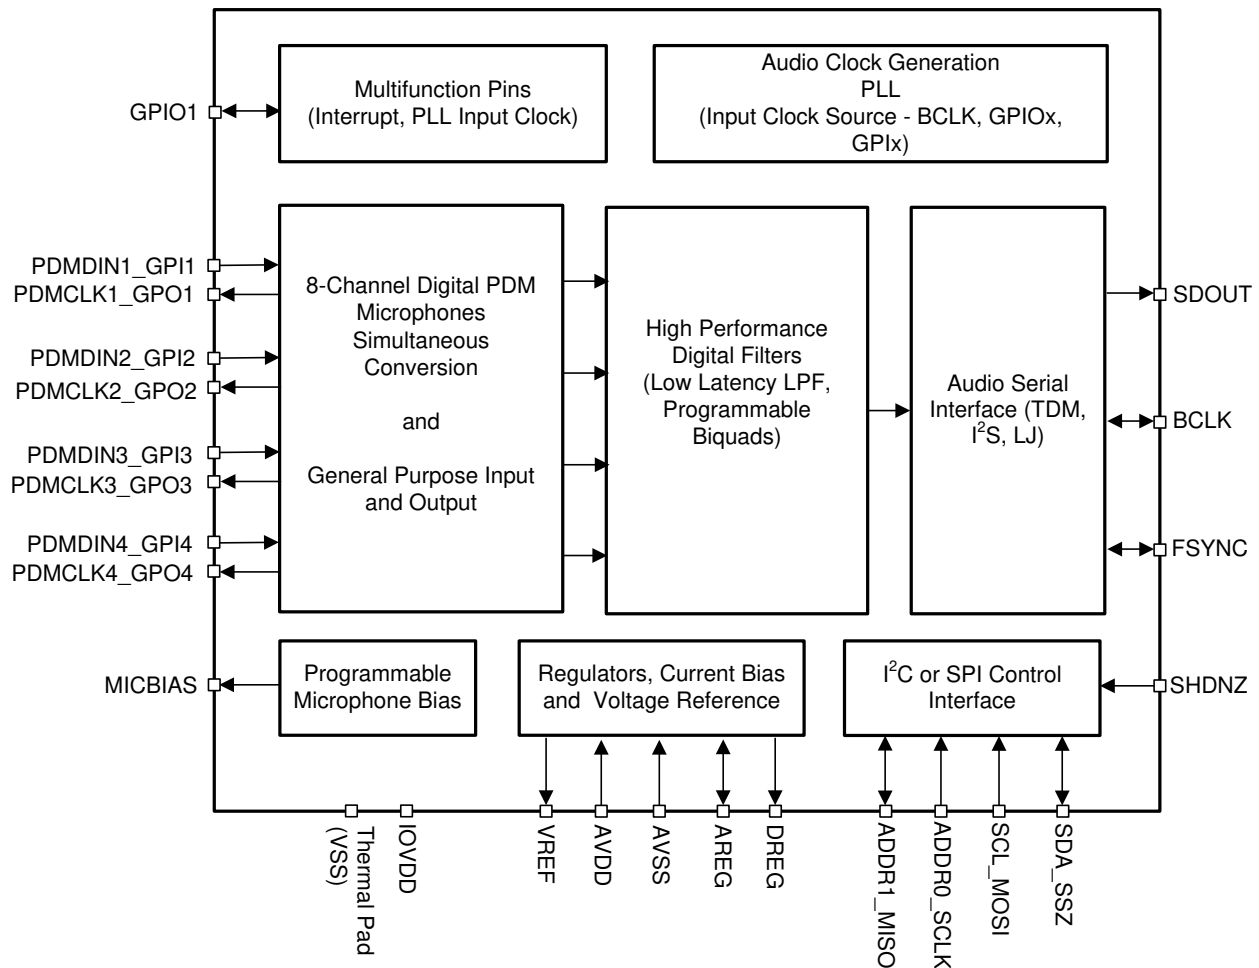 Multifunction Pins
(Interrupt, PLL Input Clock)
Audio Clock Generation
PLL
(Input Clock Source - BCLK, GPIOx,
GPIx)
GPIO1
PDMDIN1_GPI1
PDMCLK1_GPO1
PDMDIN2_GPI2
PDMCLK2_GPO2
PDMDIN3_GPI3
PDMCLK3_GPO3
PDMDIN4_GPI4
PDMCLK4_GPO4
8-Channel Digital PDM
Microphones
Simultaneous
Conversion
and
General Purpose Input
and Output
High Performance
Digital Filters
(Low Latency LPF,
Programmable
Biquads)
Audio Serial
Interface (TDM,
I²S, LJ)
SDOUT
BCLK
FSYNC
MICBIAS
Programmable
Microphone Bias
Regulators, Current Bias
and Voltage Reference
I²C or SPI Control
Interface
SHDNZ
Thermal Pad
(VSS)
IOVDD
VREF
AVDD
AVSS
AREG
DREG
ADDR1_MISO
ADDR0_SCLK
SCL_MOSI
SDA_SSZ